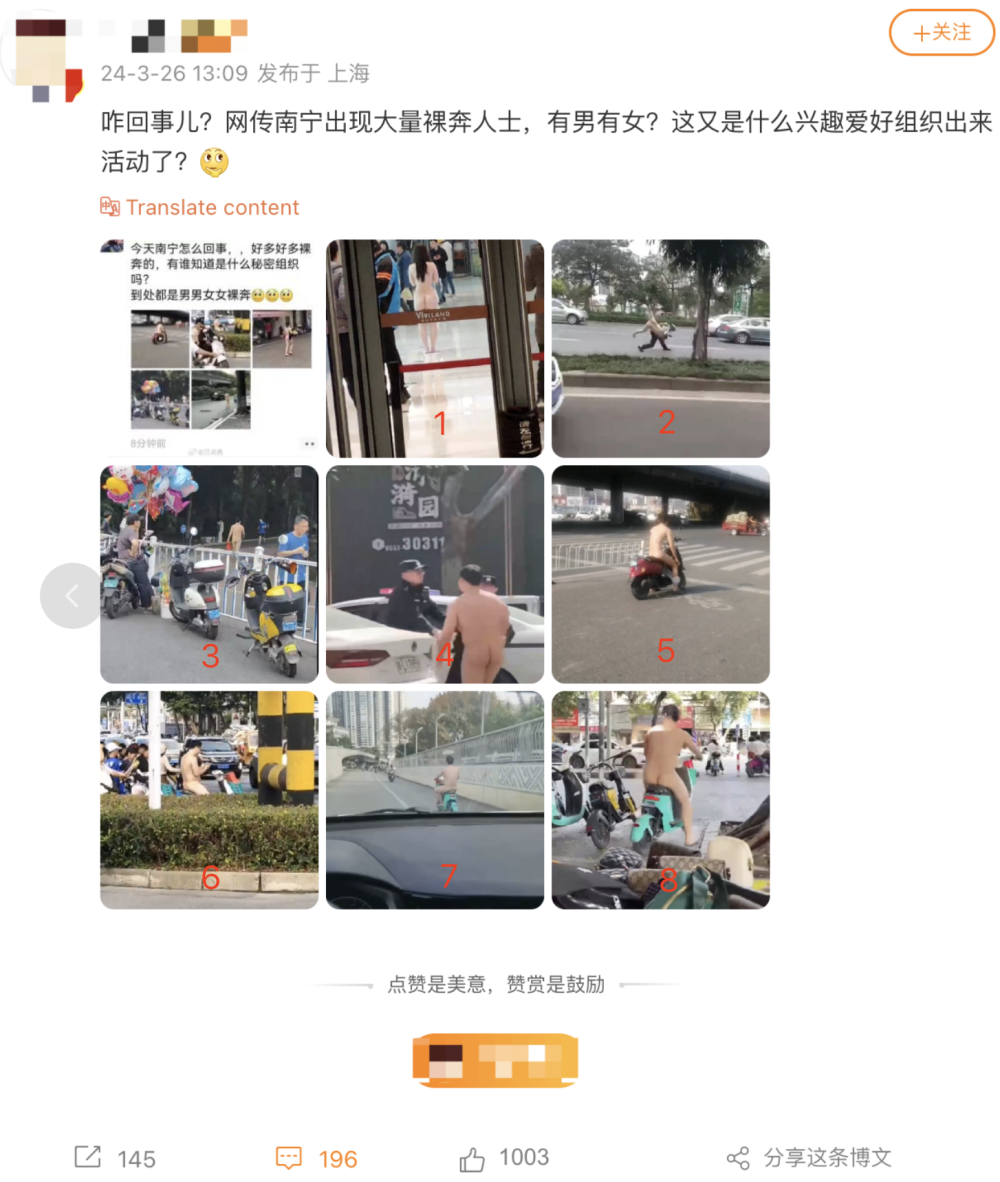 +关注
24-3-26 13:09 发布于 上海
咋回事儿？网传南宁出现大量裸奔人士，有男有女？这又是什么兴趣爱好组织出来
活动了？
Translate content
今天南宁怎么回事，，好多好多裸
奔的，有谁知道是什么秘密组织
吗？
到处都是男男女女裸奔
8分钟前
VIVILAND
1
2
3
漪园
30311
4
5
6
7
8
点赞是美意，赞赏是鼓励
145
196
1003
分享这条博文